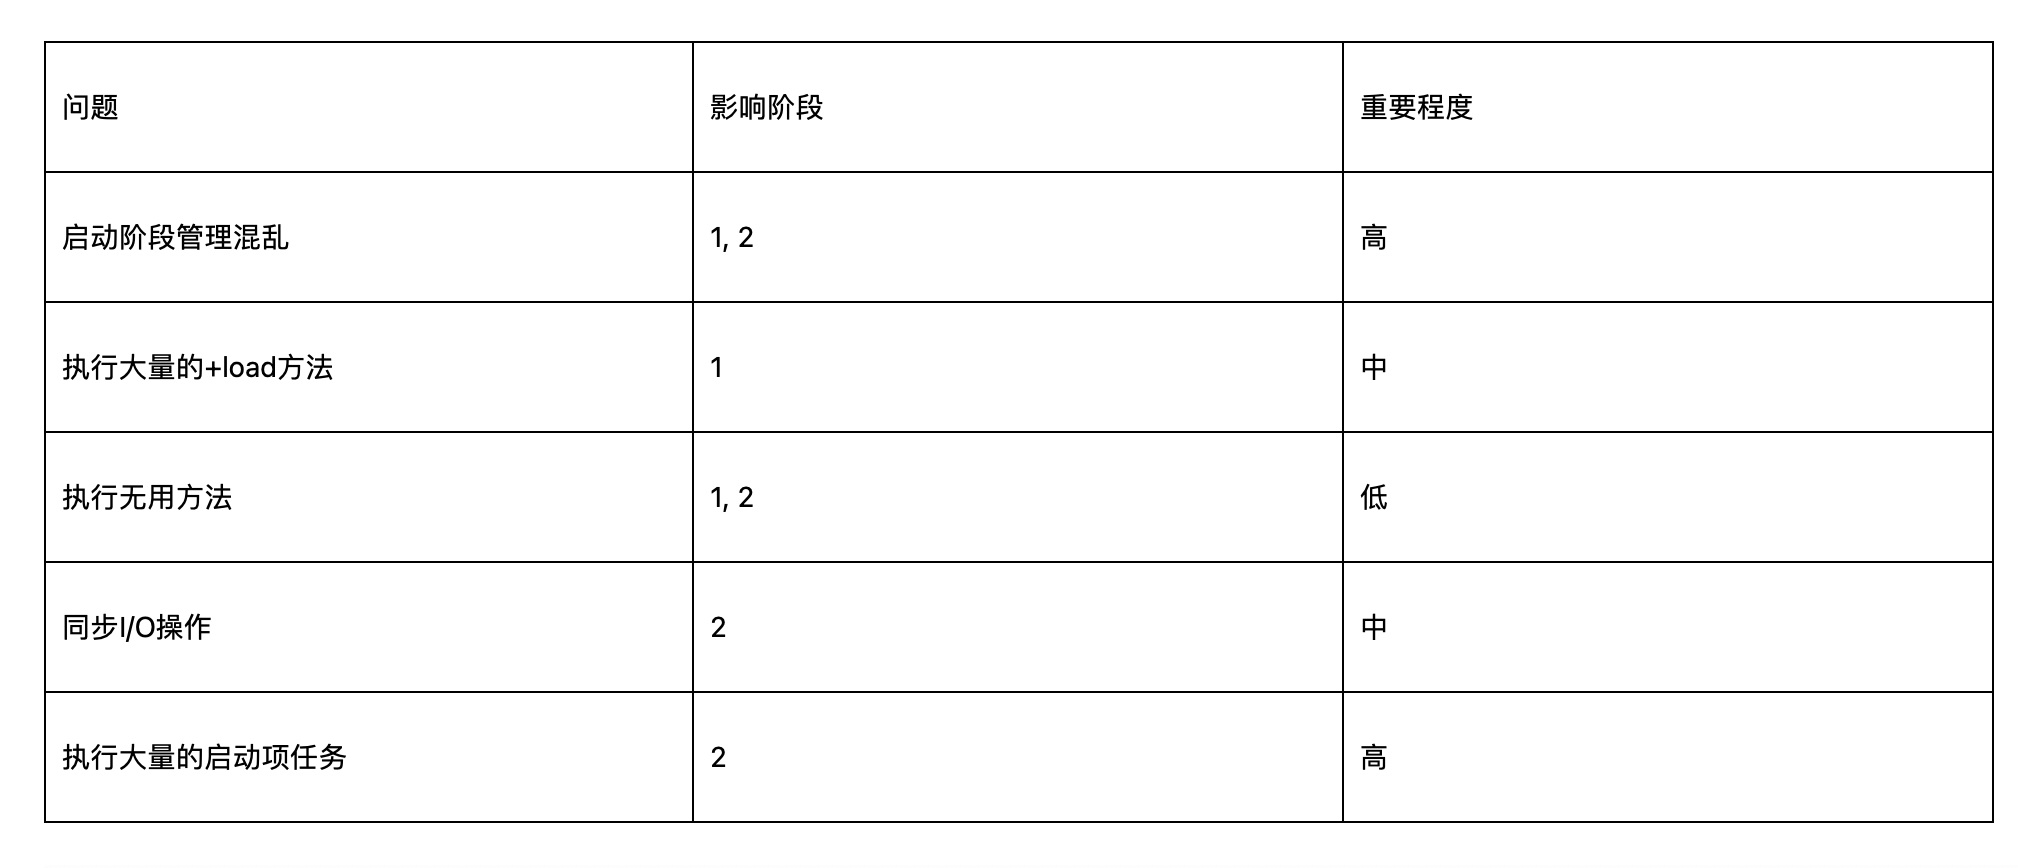 问题 影响阶段 重要程度
启动阶段管理混乱 1, 2 高
执行大量的+load方法 1 中
执行无用方法 1, 2 低
同步I/O操作 2 中
执行大量的启动项任务 2 高